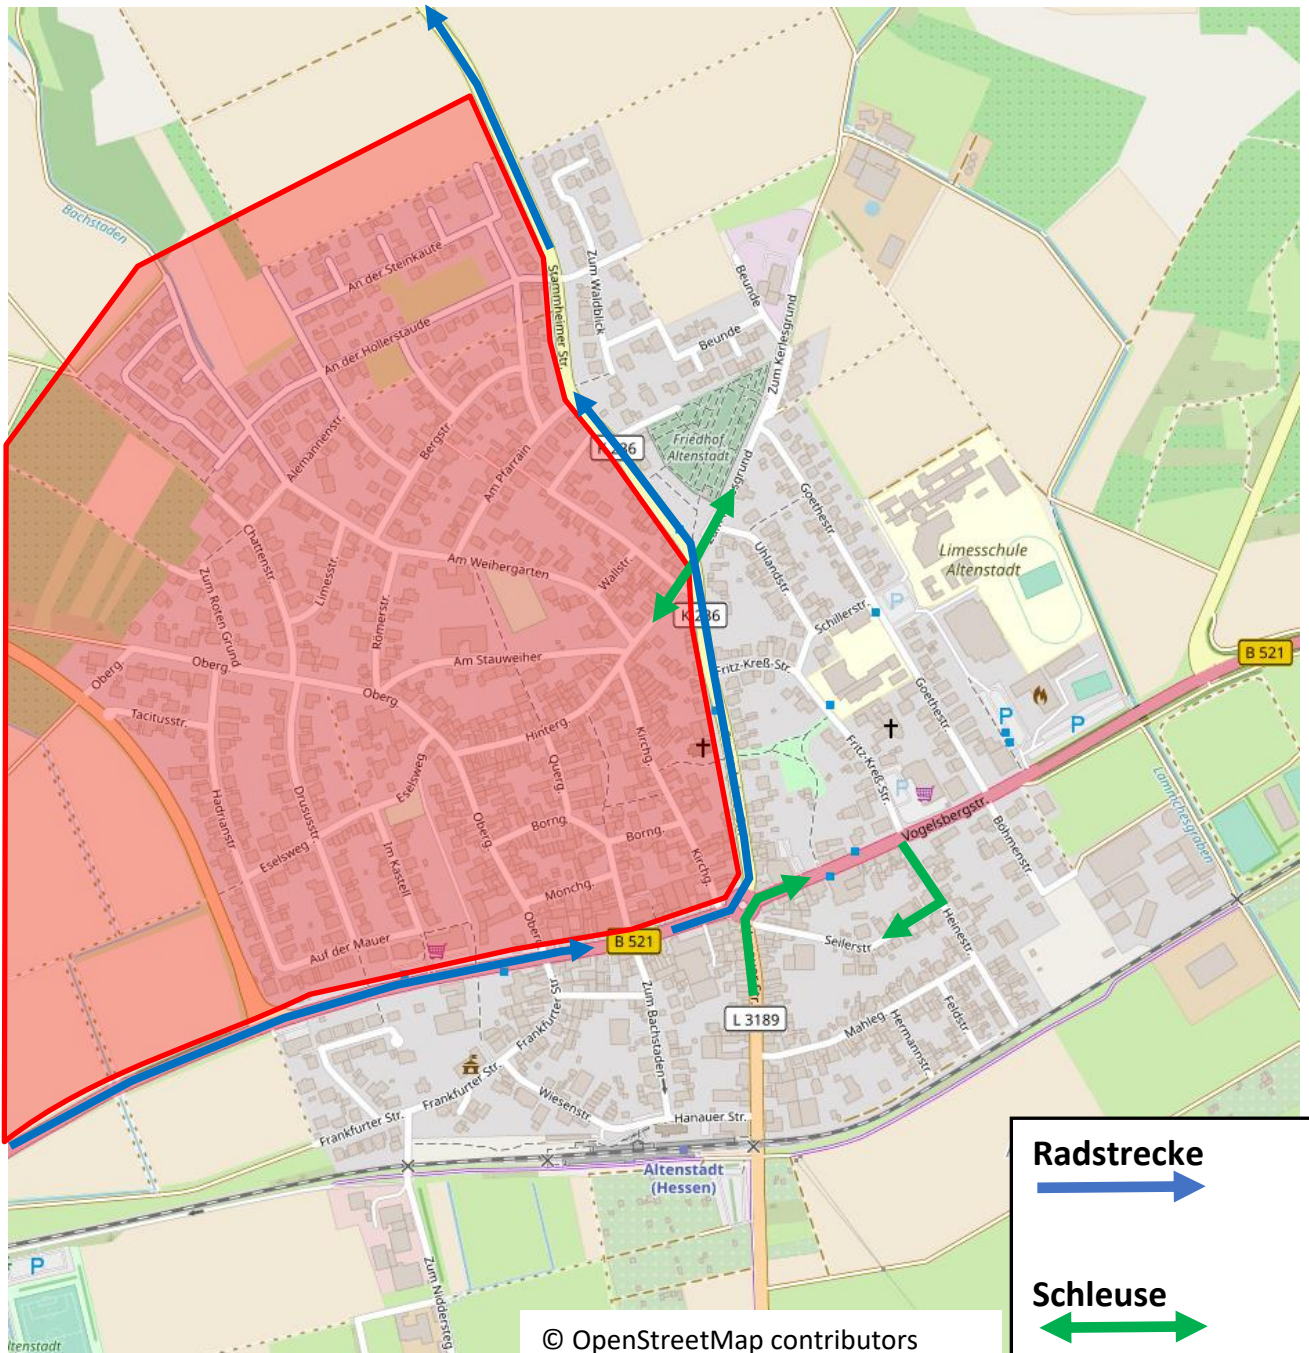 Bachstaden
An der Steinkaute
An der Hollerstaude
Stammheimer Str.
Zum Waldblick
Beunde
Beunde
Zum Kerlesgrund
Friedhof
Altenstadt
Alemannenstr.
Bergstr.
Am Pfarrain
Goethestr.
Limesschule
Altenstadt
Chattenstr.
Limesstr.
Zum Roten Grund
Am Weihergarten
Wallstr.
Uhlandstr.
Schillerstr.
P
Römerstr.
Am Stauweiher
Fritz-Kreß-Str.
B 521
Oberg.
Oberg.
Oberg.
Tacitusstr.
Hinterg.
Kirchg.
Goethestr.
P
P
Hadrianstr.
Drususstr.
Eselsweg
Querg.
Fritz-Kreß-Str.
P
Vogelsbergstr.
Lammichesgraben
Eselsweg
Im Kastell
Oberg.
Borng.
Borng.
Kirchg.
Böhmenstr.
Monchg.
Auf der Mauer
Oberg.
B 521
Seilerstr.
Heinestr.
Frankfurter Str.
Zum Bachstaden
L 3189
Mahleg.
Hermannstr.
Feldstr.
Frankfurter Str.
Frankfurter Str.
Wiesenstr.
Hanauer Str.
Altenstadt
(Hessen)
P
Zum Niddersteg
Radstrecke
Schleuse
© OpenStreetMap contributors